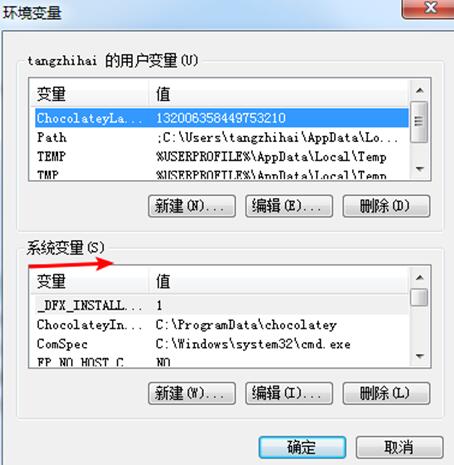 环境变量
tangzhihai 的用户变量(U)
变量 值
ChocolateyLa... 132006358449753210
Path ;C:\Users\tangzhihai\AppData\Lo...
TEMP %USERPROFILE%\AppData\Local\Temp
TMP %USERPROFILE%\AppData\Local\Temp
新建(N)... 编辑(E)... 删除(D)
系统变量(S)
变量 值
_DFX_INSTALL... 1
ChocolateyIn... C:\ProgramData\chocolatey
ComSpec C:\Windows\system32\cmd.exe
FP_NO_HOST_C... NO
新建(W)... 编辑(I)... 删除(L)
确定 取消